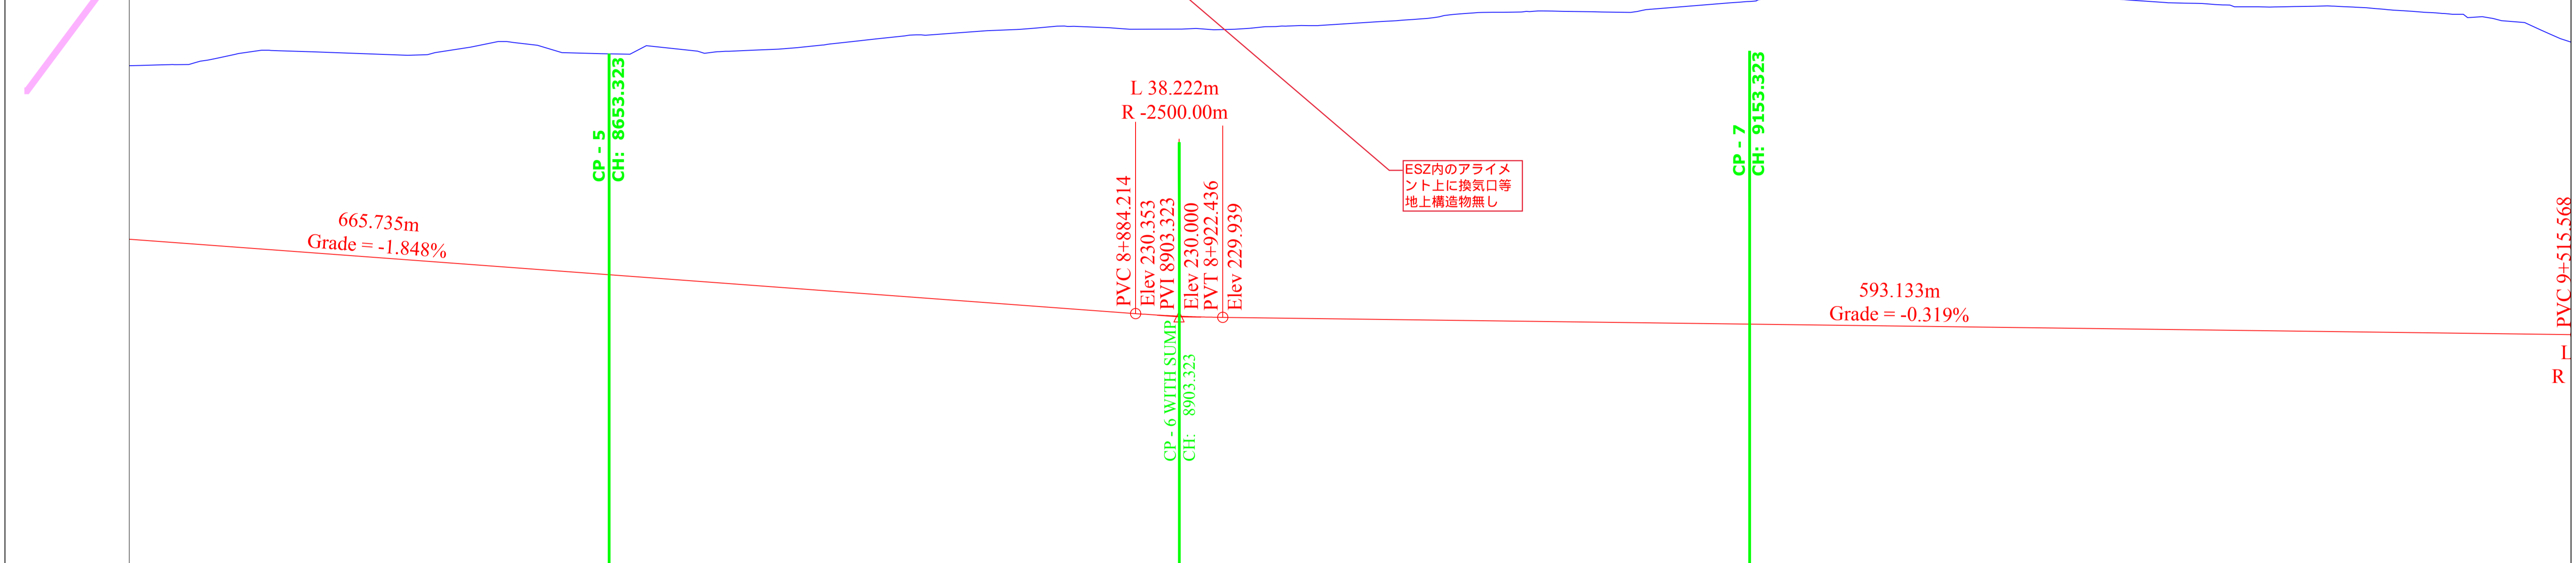 665.735m
Grade = -1.848%
CP - 5
CH: 8653.323
L 38.222m
R -2500.00m
PVC 8+884.214
Elev 230.353
PVI 8903.323
Elev 230.000
PVT 8+922.436
Elev 229.939
CP - 6 WITH SUMP
CH: 8903.323
ESZ内のアライメ
ント上に換気口等
地上構造物無し
CP - 7
CH: 9153.323
593.133m
Grade = -0.319%
PVC 9+515.568
L
R